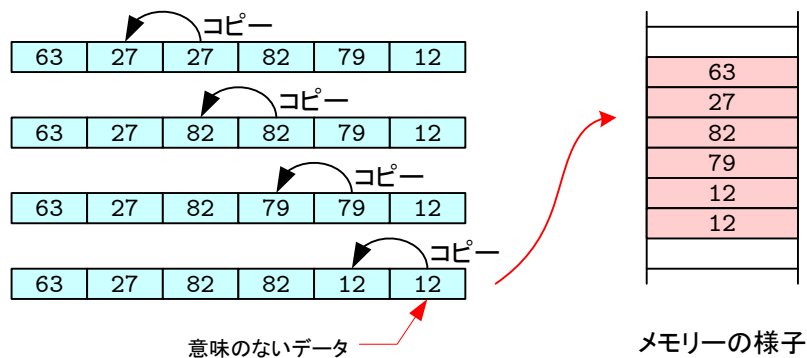 コピー
63 27 27 82 79 12
コピー
63 27 82 82 79 12
コピー
63 27 82 79 79 12
コピー
63 27 82 82 12 12
意味のないデータ
63
27
82
79
12
12
メモリーの様子